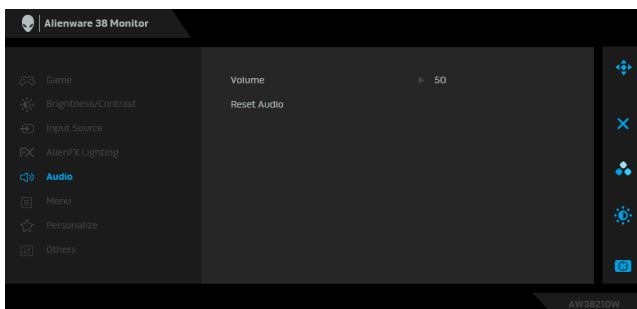 Alienware 38 Monitor
Game
Brightness/Contrast
Input Source
AlienFX Lighting
Audio
Menu
Personalize
Others
Volume 50
Reset Audio
AW3821DW